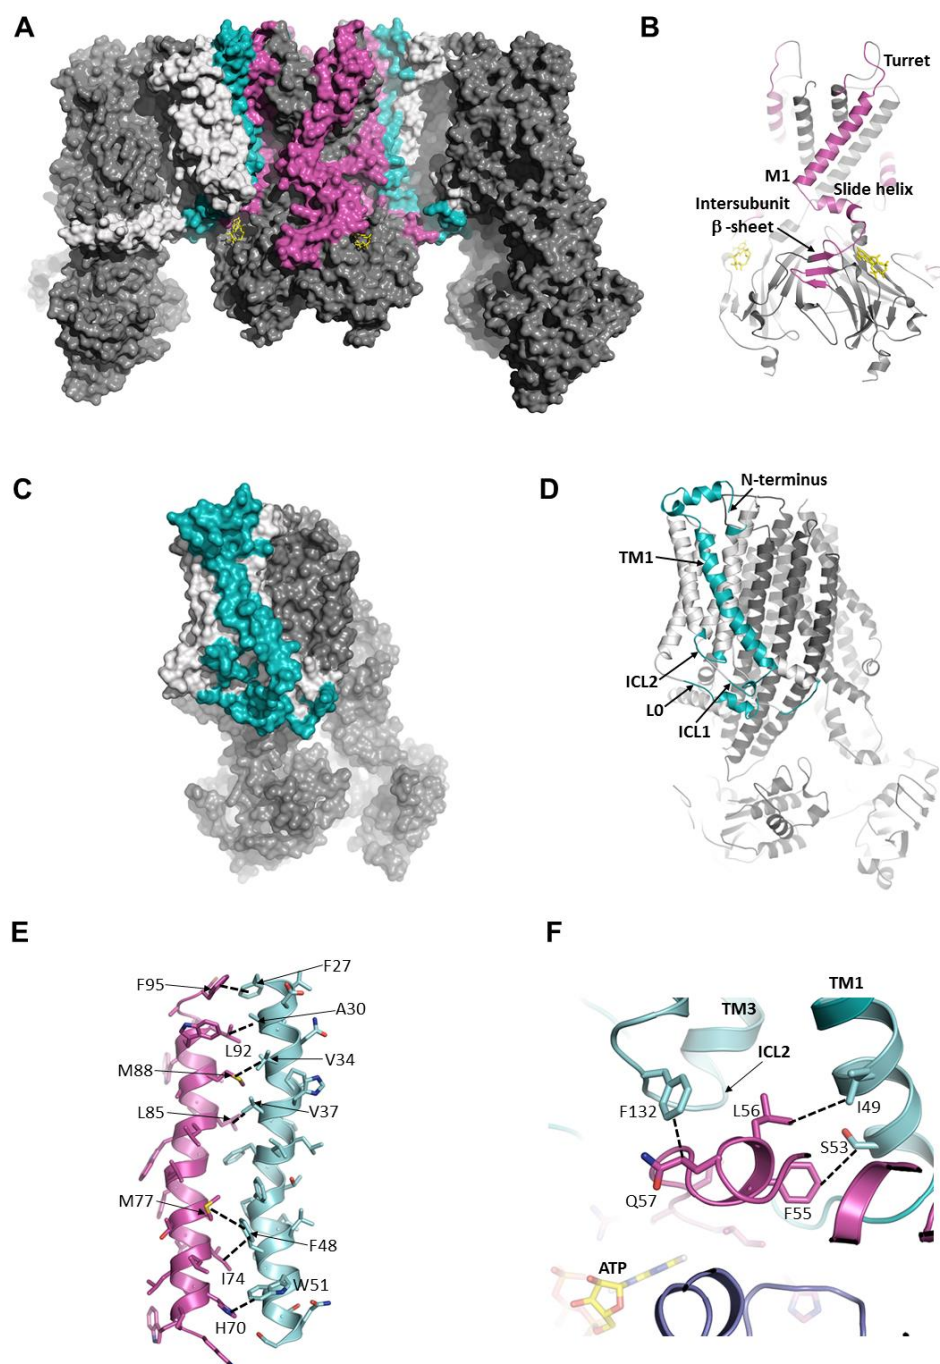 A
B
Turret
M1
Slide helix
Intersubunit
β -sheet
C
D
N-terminus
TM1
ICL2
L0
ICL1
E
F
F95
F27
A30
L92
M88
V34
L85
V37
M77
F48
I74
W51
H70
TM1
TM3
ICL2
F132
L56
I49
S53
Q57
F55
ATP